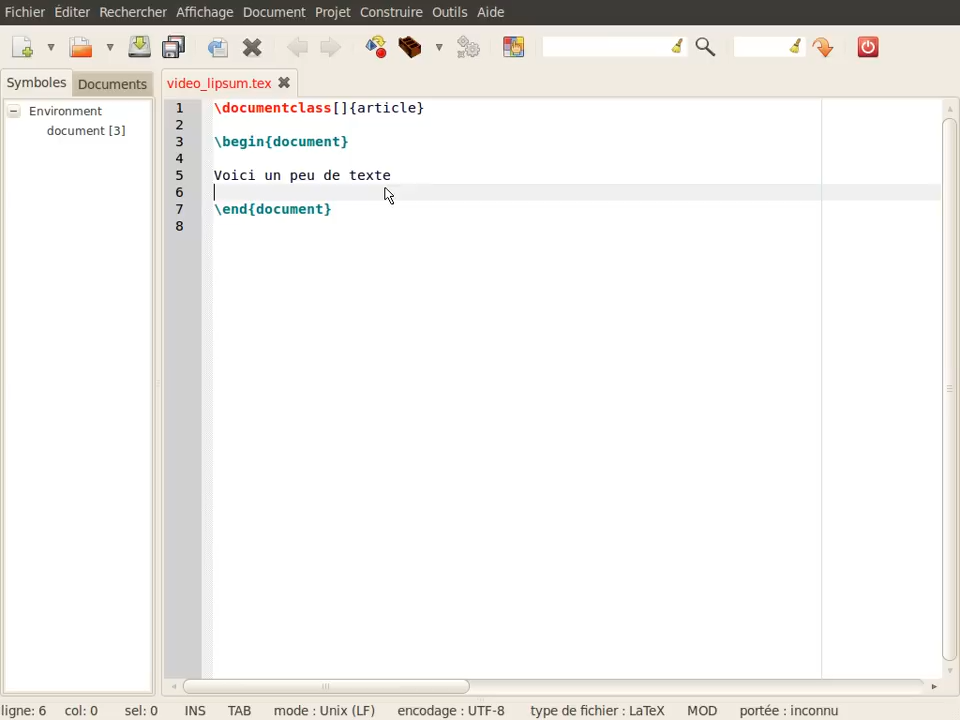 Fichier Éditer Rechercher Affichage Document Projet Construire Outils Aide
Symboles Documents video_lipsum.tex
Environment
document [3]
1 \documentclass[]{article}
2
3 \begin{document}
4
5 Voici un peu de texte
6
7 \end{document}
8
ligne: 6 col: 0 sel: 0 INS TAB mode : Unix (LF) encodage : UTF-8 type de fichier : LaTeX MOD portée : inconnu